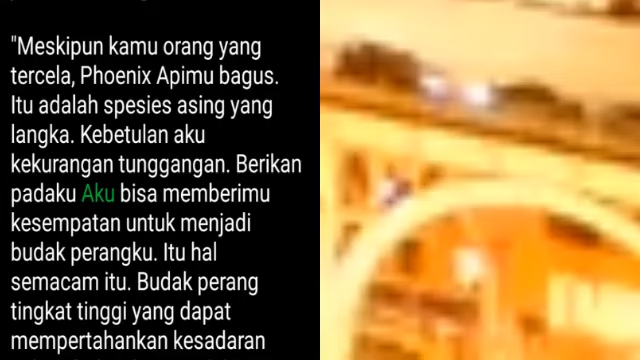 "Meskipun kamu orang yang
tercela, Phoenix Apimu bagus.
Itu adalah spesies asing yang
langka. Kebetulan aku
kekurangan tunggangan. Berikan
padaku Aku bisa memberimu
kesempatan untuk menjadi
budak perangku. Itu hal
semacam itu. Budak perang
tingkat tinggi yang dapat
mempertahankan kesadaran